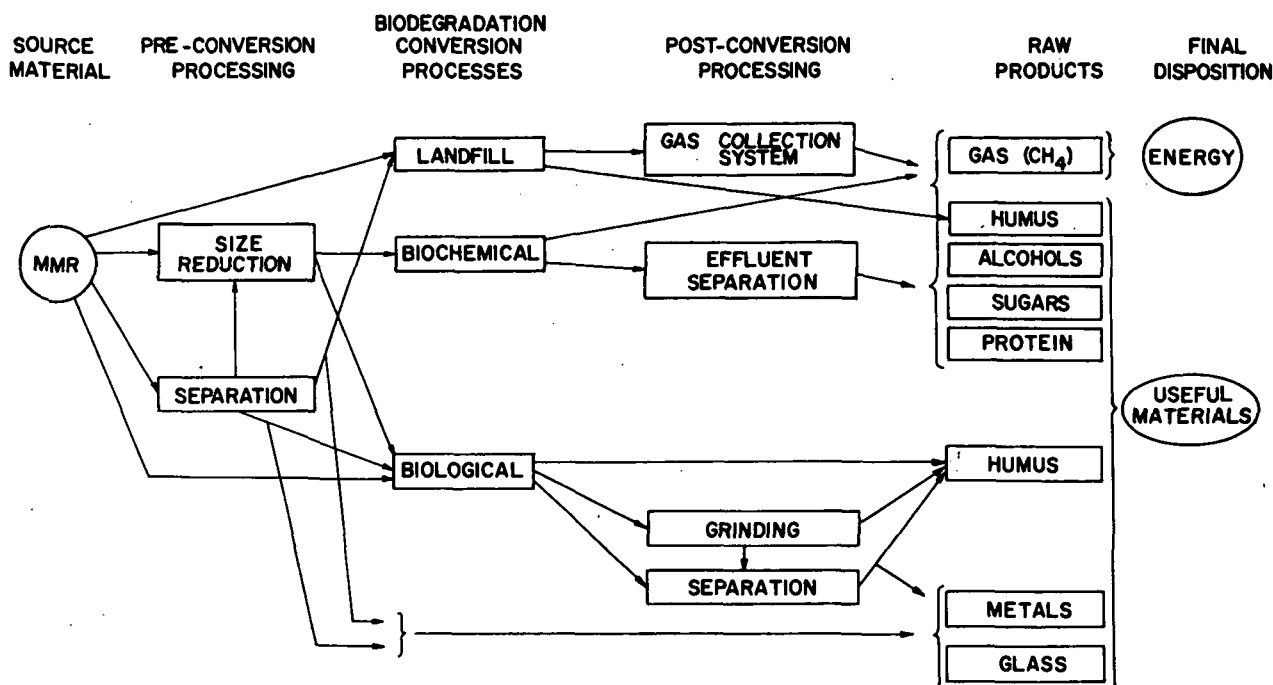 SOURCE
MATERIAL
PRE-CONVERSION
PROCESSING
BIODEGRADATION
CONVERSION
PROCESSES
POST-CONVERSION
PROCESSING
RAW
PRODUCTS
FINAL
DISPOSITION
MMR
SIZE
REDUCTION
SEPARATION
LANDFILL
BIOCHEMICAL
BIOLOGICAL
GAS COLLECTION
SYSTEM
EFFLUENT
SEPARATION
GRINDING
SEPARATION
GAS (CH₄)
HUMUS
ALCOHOLS
SUGARS
PROTEIN
HUMUS
METALS
GLASS
ENERGY
USEFUL
MATERIALS